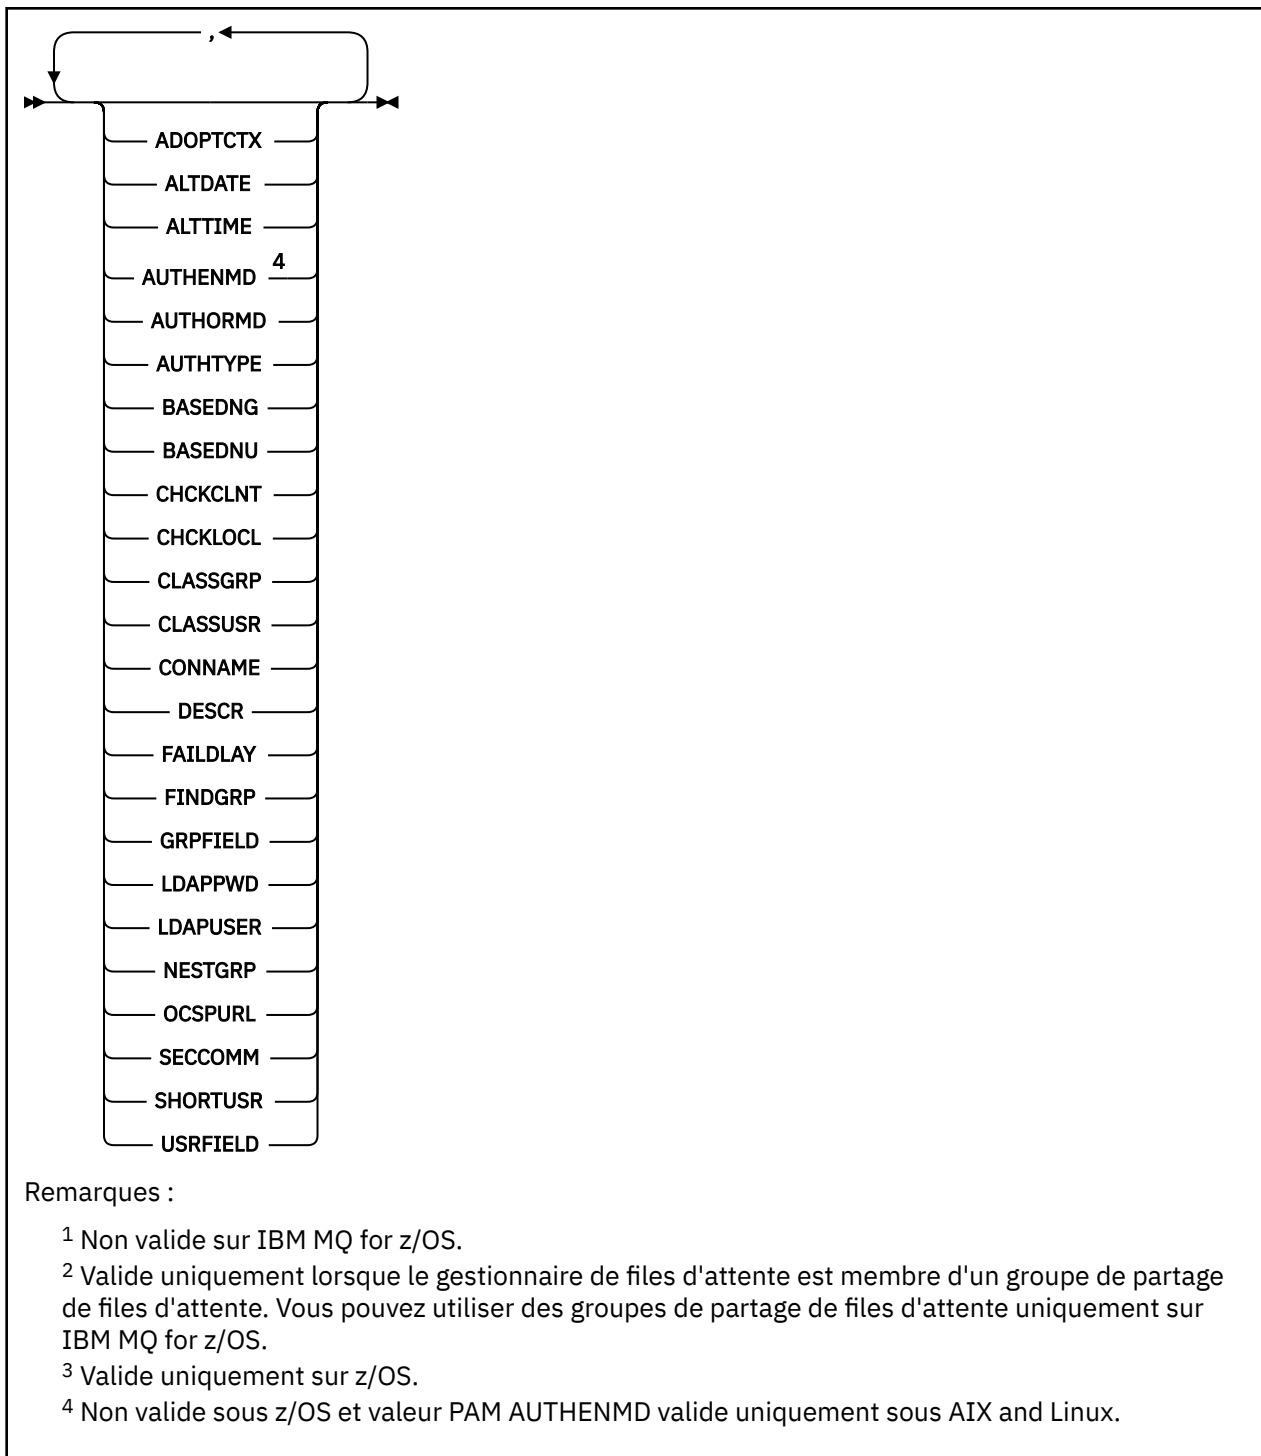 ,
ADOPTCTX
ALTDATE
ALTTIME
AUTHENMD 4
AUTHORMD
AUTHTYPE
BASEDNG
BASEDNU
CHCKCLNT
CHCKLOCL
CLASSGRP
CLASSUSR
CONNAME
DESCR
FAILDLAY
FINDGRP
GRPFIELD
LDAPPWD
LDAPUSER
NESTGRP
OCSPURL
SECCOMM
SHORTUSR
USRFIELD
Remarques :
1 Non valide sur IBM MQ for z/OS.
2 Valide uniquement lorsque le gestionnaire de files d'attente est membre d'un groupe de partage
de files d'attente. Vous pouvez utiliser des groupes de partage de files d'attente uniquement sur
IBM MQ for z/OS.
3 Valide uniquement sur z/OS.
4 Non valide sous z/OS et valeur PAM AUTHENMD valide uniquement sous AIX and Linux.